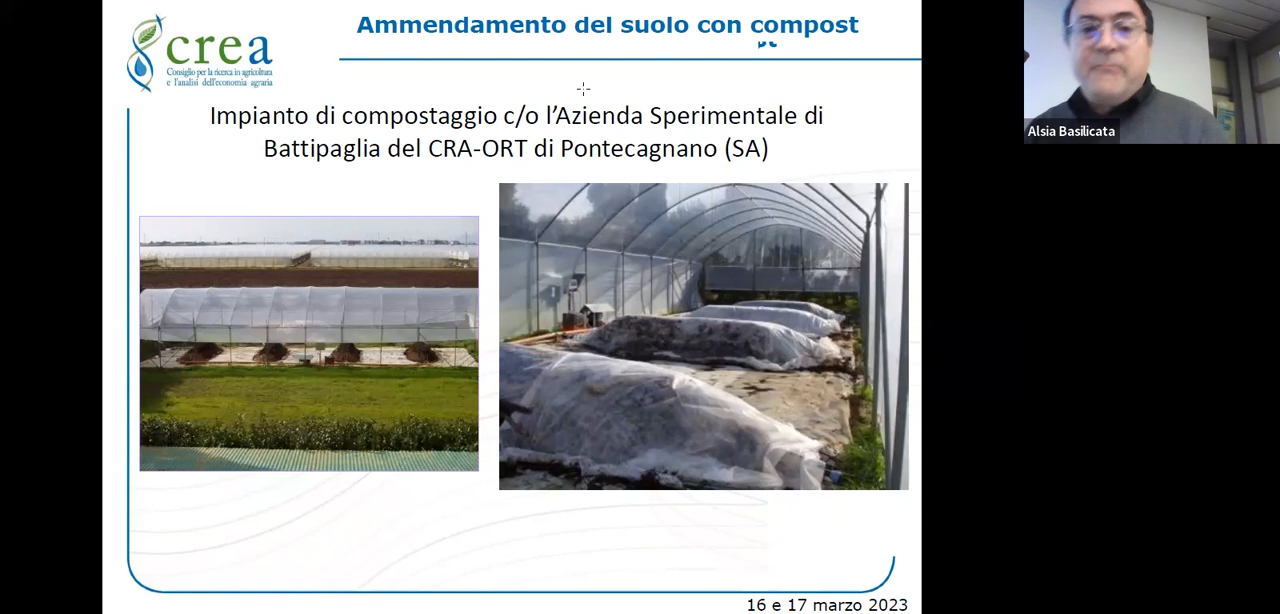 Ammendamento del suolo con compost
crea
Consiglio per la ricerca in agricoltura
e l'analisi dell'economia agraria
Impianto di compostaggio c/o l'Azienda Sperimentale di
Battipaglia del CRA-ORT di Pontecagnano (SA)
Alsia Basilicata
16 e 17 marzo 2023